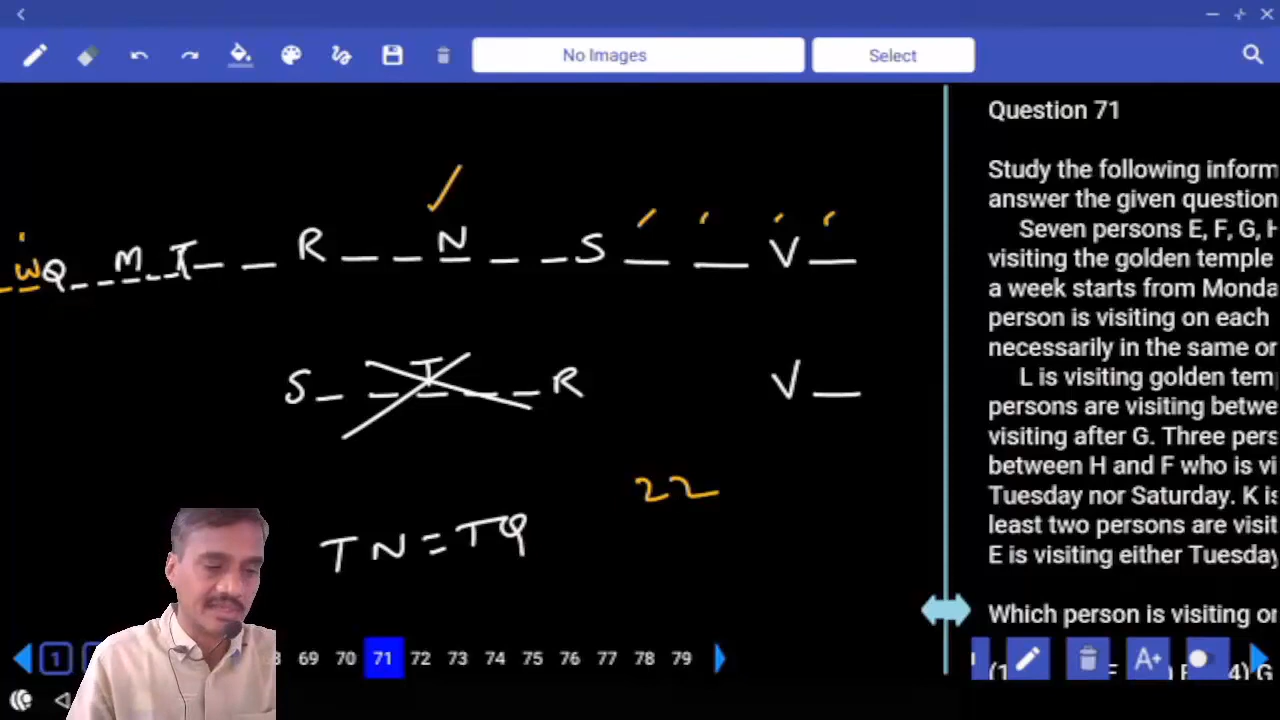 No Images
Select
W Q _ _ M _ T _ _ R _ _ N _ _ S _ _ V _
S _ _ T _ _ R V _
22
TN = TQ
1
69 70 71 72 73 74 75 76 77 78 79
Question 71
Study the following inform
answer the given question
Seven persons E, F, G, H
visiting the golden temple
a week starts from Monda
person is visiting on each
necessarily in the same or
L is visiting golden tem
persons are visiting betwe
visiting after G. Three pers
between H and F who is vi
Tuesday nor Saturday. K is
least two persons are visit
E is visiting either Tuesday
Which person is visiting or
A+